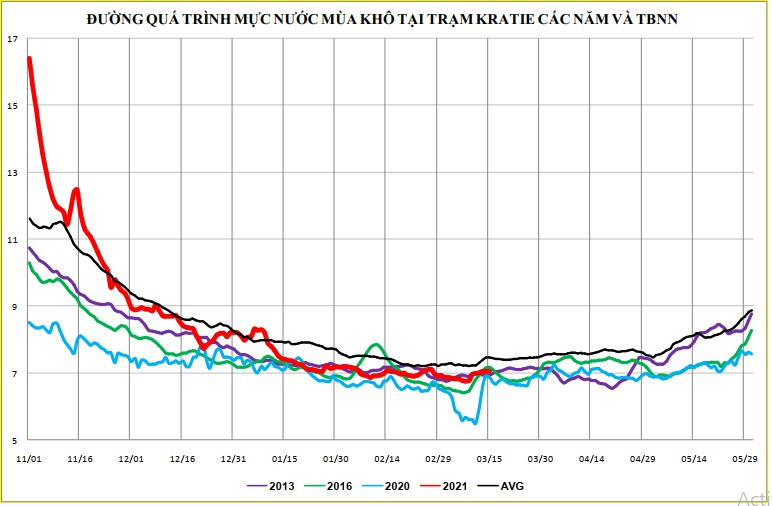 ĐƯỜNG QUÁ TRÌNH MỰC NƯỚC MÙA KHÔ TẠI TRẠM KRATIE CÁC NĂM VÀ TBNN
17
15
13
11
9
7
5
11/01 11/16 12/01 12/16 12/31 01/15 01/30 02/14 02/29 03/15 03/30 04/14 04/29 05/14 05/29
2013 2016 2020 2021 AVG
Acti